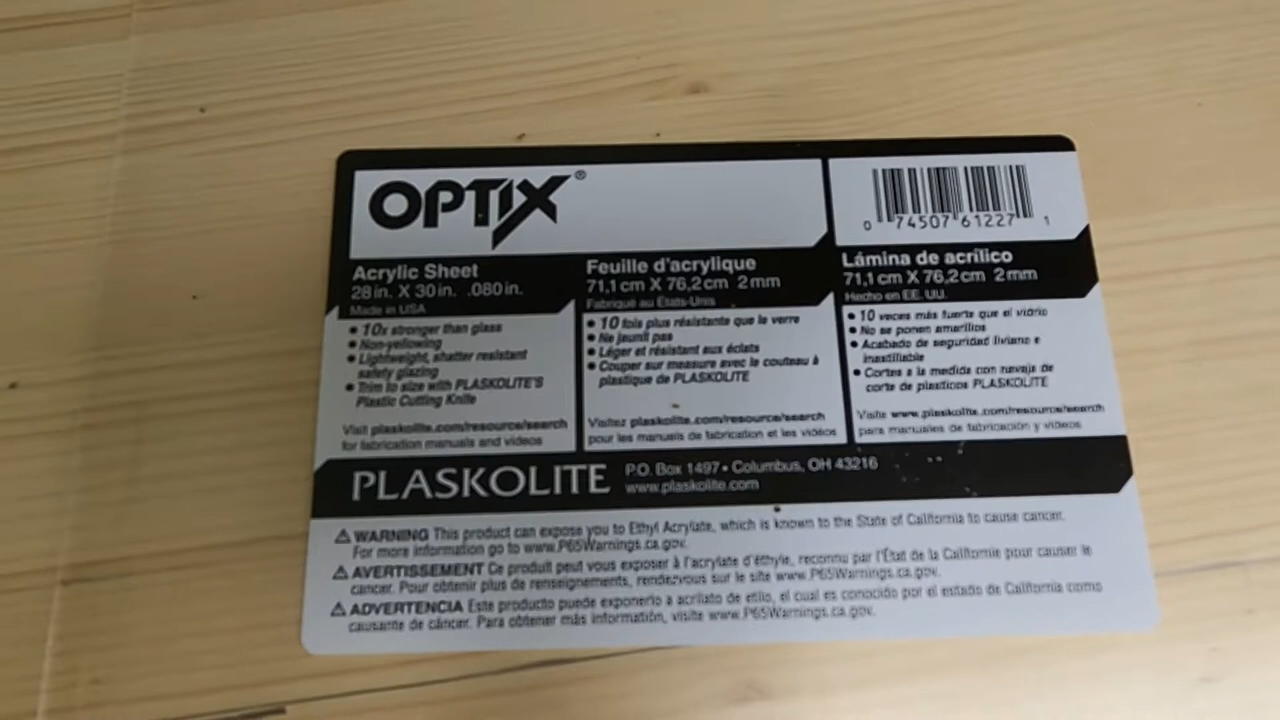 OPTIX®
0 74507 61227 1
Acrylic Sheet
28 in. X 30 in. .080 in.
Made in USA
• 10x stronger than glass
• Non-yellowing
• Lightweight, shatter resistant
safety glazing
• Trim to size with PLASKOLITE'S
Plastic Cutting Knife
Visit plaskolite.com/resource/search
for fabrication manuals and videos
Feuille d'acrylique
71,1 cm X 76,2 cm 2 mm
Fabriqué au États-Unis
• 10 fois plus résistante que le verre
• Ne jaunit pas
• Léger et résistant aux éclats
• Couper sur measure avec le couteau à
plastique de PLASKOLITE
Visitez plaskolite.com/resource/search
pour les manuels de fabrication et les vidéos
Lámina de acrílico
71,1 cm X 76,2 cm 2 mm
Hecho en EE. UU.
• 10 veces más fuerte que el vidrio
• No se ponen amarillos
• Acabado de seguridad liviano e
inastillable
• Cortes a la medida con navaja de
corte de plasticos PLASKOLITE
Visite www.plaskolite.com/resource/search
para manuales de fabricación y videos
PLASKOLITE
P.O. Box 1497 • Columbus, OH 43216
www.plaskolite.com
⚠ WARNING This product can expose you to Ethyl Acrylate, which is known to the State of California to cause cancer.
For more information go to www.P65Warnings.ca.gov.
⚠ AVERTISSEMENT Ce produit peut vous exposer à l'acrylate d'éthyle, reconnu par l'État de la Californie pour causer le
cancer. Pour obtenir plus de renseignements, rendez-vous sur le site www.P65Warnings.ca.gov.
⚠ ADVERTENCIA Este producto puede exponerlo a acrilato de etilo, el cual es conocido por el estado de California como
causante de cáncer. Para obtener más información, visite www.P65Warnings.ca.gov.